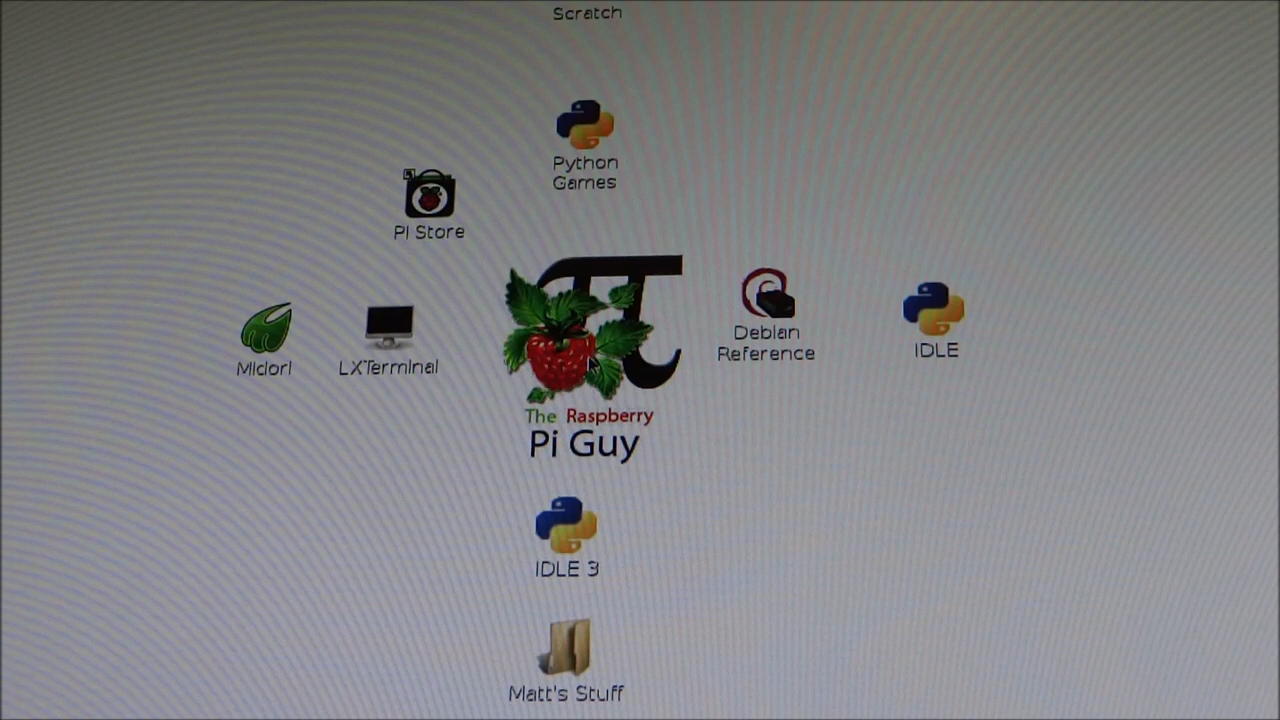 Scratch
Python
Games
Pi Store
Midori
LXTerminal
Debian
Reference
IDLE
The Raspberry
Pi Guy
IDLE 3
Matt's Stuff